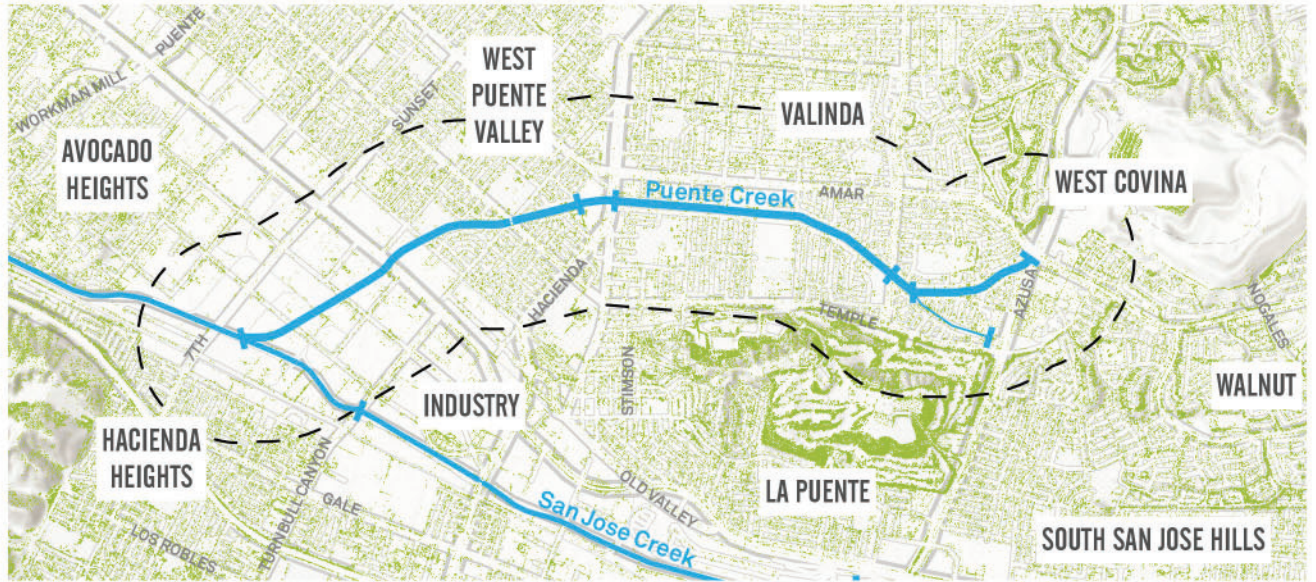 PUENTE
WORKMAN MILL
SUNSET
WEST
PUENTE
VALLEY
VALINDA
AVOCADO
HEIGHTS
WEST COVINA
Puente Creek
AMAR
HACIENDA
AZUSA
NOGALES
TEMPLE
7TH
STIMSON
WALNUT
INDUSTRY
HACIENDA
HEIGHTS
TURNBULL CANYON
GALE
LOS ROBLES
OLD VALLEY
LA PUENTE
San Jose Creek
SOUTH SAN JOSE HILLS